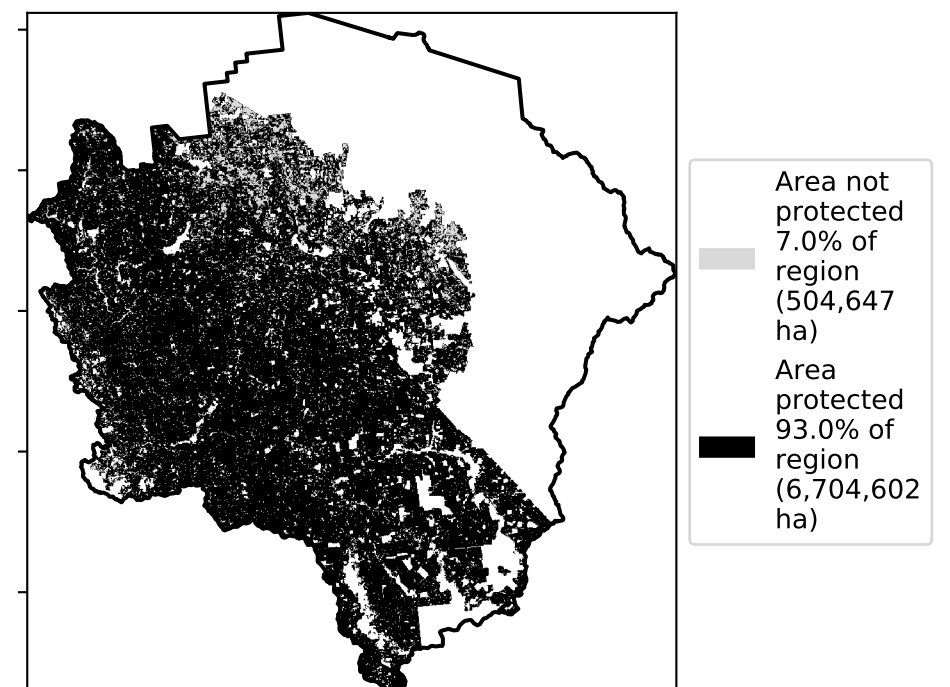 Area not
protected
7.0% of
region
(504,647
ha)
Area
protected
93.0% of
region
(6,704,602
ha)